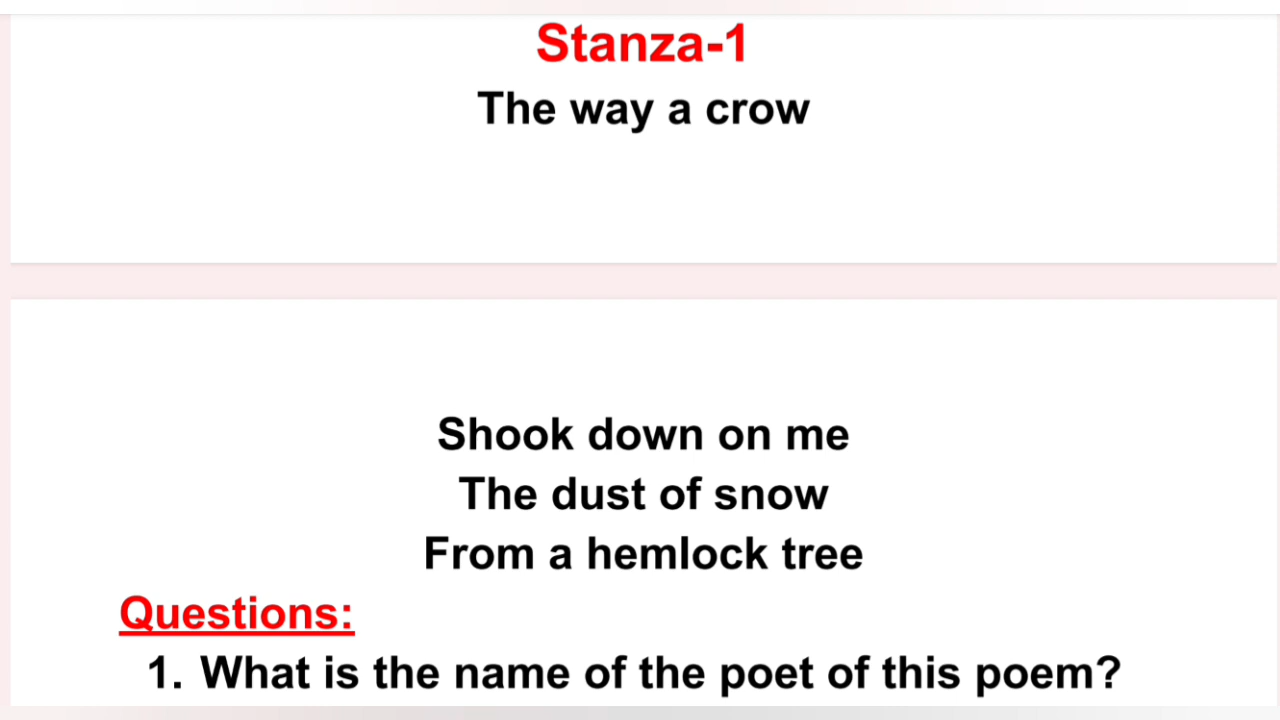 Stanza-1
The way a crow
Shook down on me
The dust of snow
From a hemlock tree
Questions:
1. What is the name of the poet of this poem?